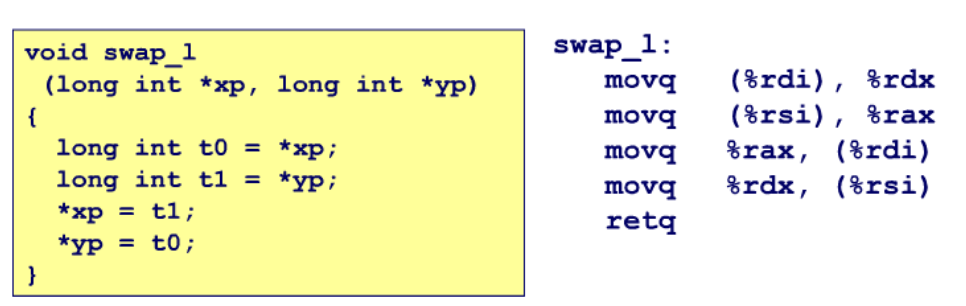 void swap_l
(long int *xp, long int *yp)
{
long int t0 = *xp;
long int t1 = *yp;
*xp = t1;
*yp = t0;
}
swap_l:
movq (%rdi), %rdx
movq (%rsi), %rax
movq %rax, (%rdi)
movq %rdx, (%rsi)
retq